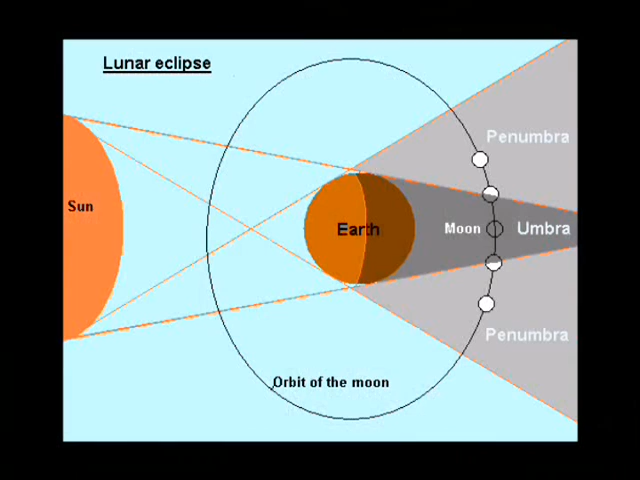 Lunar eclipse
Penumbra
Sun
Earth
Moon
Umbra
Penumbra
Orbit of the moon